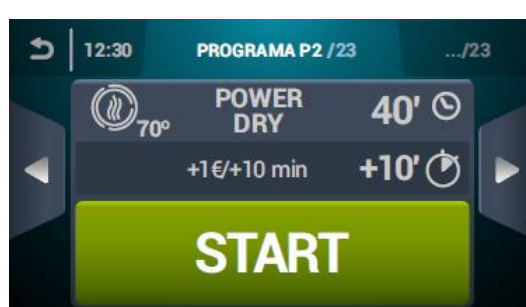 12:30 PROGRAMA P2 /23 .../23
POWER DRY
70º 40'
+1€/+10 min +10'
START